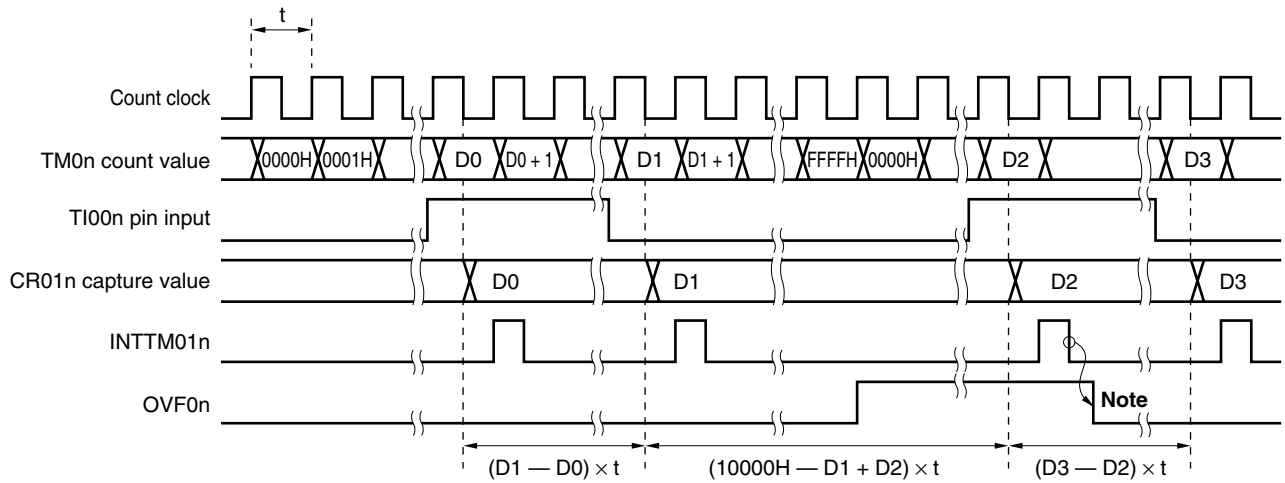 t
Count clock
TM0n count value 0000H 0001H D0 D0 + 1 D1 D1 + 1 FFFFH 0000H D2 D3
TI00n pin input
CR01n capture value D0 D1 D2 D3
INTTM01n
OVF0n Note
(D1 — D0) × t (10000H — D1 + D2) × t (D3 — D2) × t